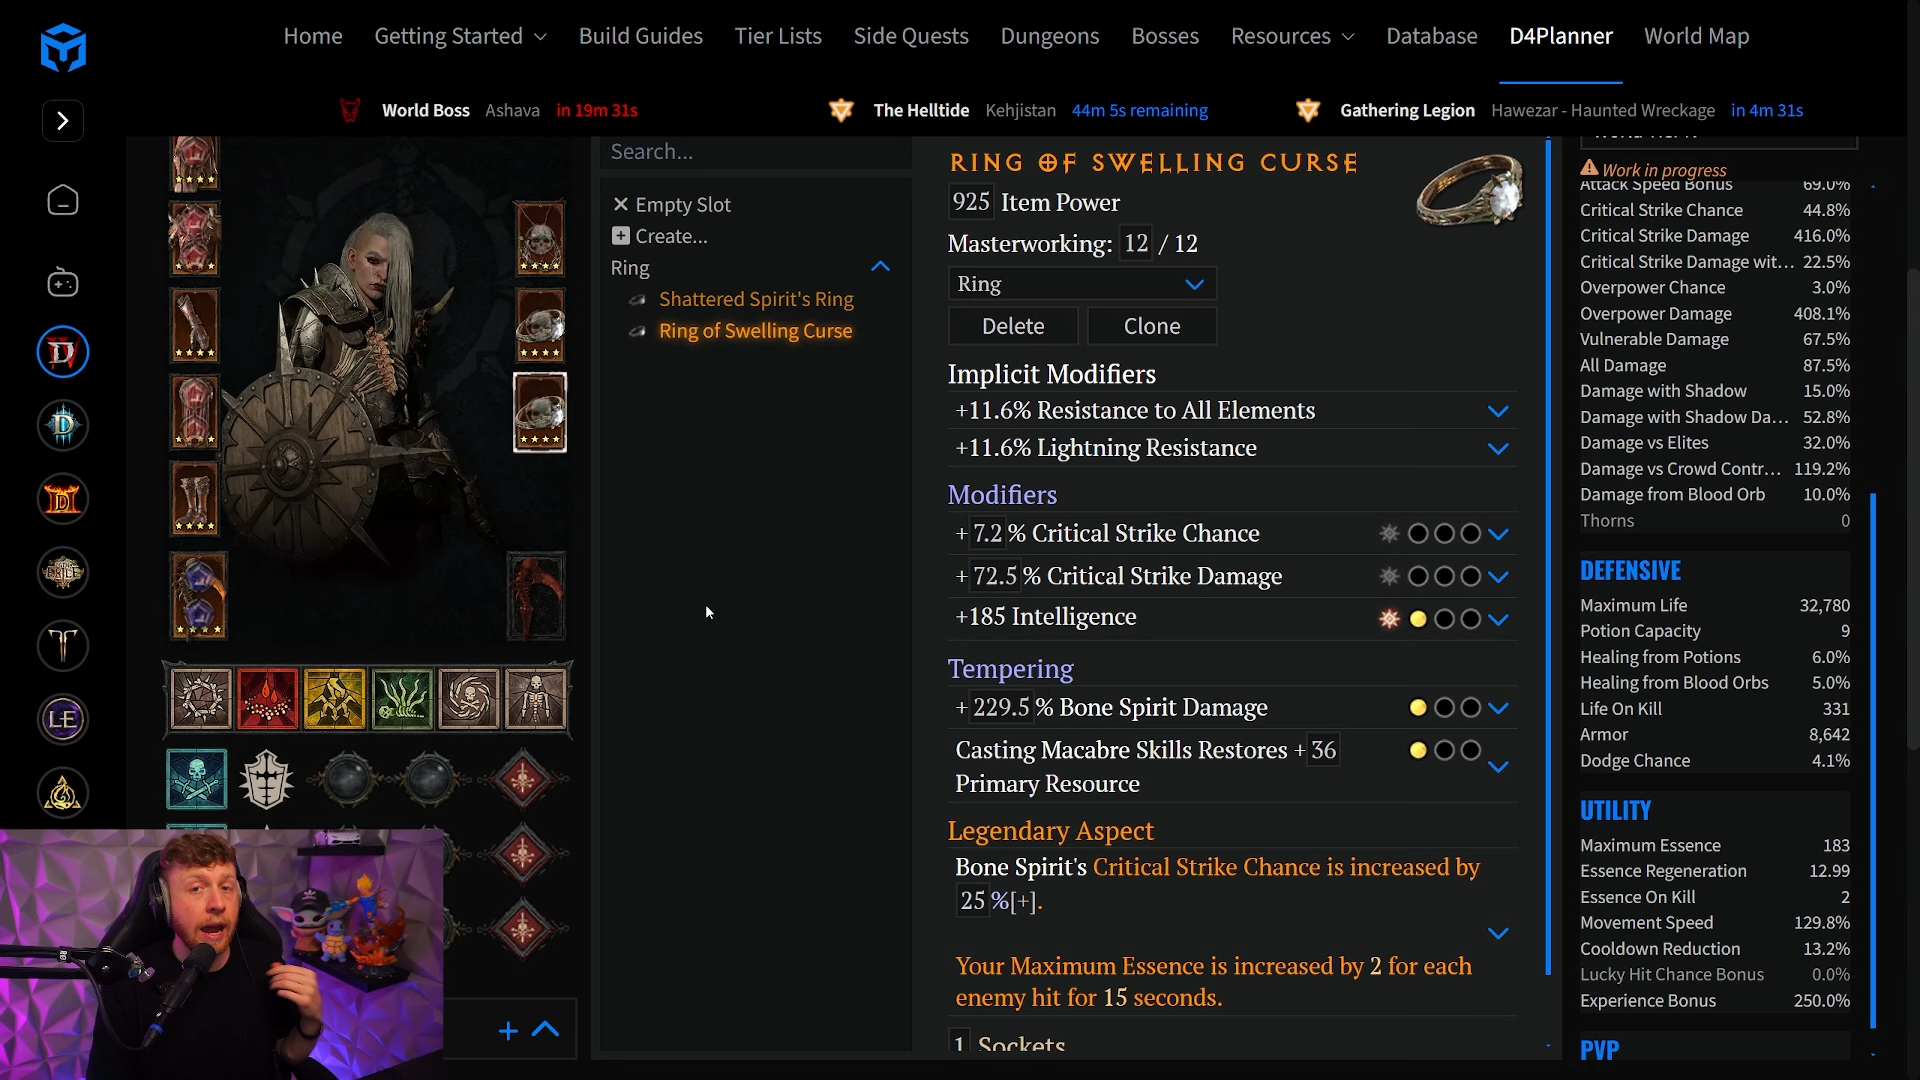 Home
Getting Started
Build Guides
Tier Lists
Side Quests
Dungeons
Bosses
Resources
Database
D4Planner
World Map
World Boss Ashava in 19m 31s
The Helltide Kehjistan 44m 5s remaining
Gathering Legion Hawezar - Haunted Wreckage in 4m 31s
Search...
Empty Slot
Create...
Ring
Shattered Spirit's Ring
Ring of Swelling Curse
RING OF SWELLING CURSE
925 Item Power
Masterworking: 12 / 12
Ring
Delete
Clone
Implicit Modifiers
+11.6% Resistance to All Elements
+11.6% Lightning Resistance
Modifiers
+ 7.2 % Critical Strike Chance
+ 72.5 % Critical Strike Damage
+185 Intelligence
Tempering
+ 229.5 % Bone Spirit Damage
Casting Macabre Skills Restores + 36
Primary Resource
Legendary Aspect
Bone Spirit's Critical Strike Chance is increased by
25 %[+].
Your Maximum Essence is increased by 2 for each
enemy hit for 15 seconds.
1 Sockets
Work in progress
Attack Speed Bonus 69.0%
Critical Strike Chance 44.8%
Critical Strike Damage 416.0%
Critical Strike Damage wit... 22.5%
Overpower Chance 3.0%
Overpower Damage 408.1%
Vulnerable Damage 67.5%
All Damage 87.5%
Damage with Shadow 15.0%
Damage with Shadow Da... 52.8%
Damage vs Elites 32.0%
Damage vs Crowd Contr... 119.2%
Damage from Blood Orb 10.0%
Thorns 0
DEFENSIVE
Maximum Life 32,780
Potion Capacity 9
Healing from Potions 6.0%
Healing from Blood Orbs 5.0%
Life On Kill 331
Armor 8,642
Dodge Chance 4.1%
UTILITY
Maximum Essence 183
Essence Regeneration 12.99
Essence On Kill 2
Movement Speed 129.8%
Cooldown Reduction 13.2%
Lucky Hit Chance Bonus 0.0%
Experience Bonus 250.0%
PVP
LE